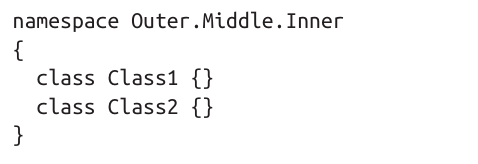 namespace Outer.Middle.Inner
{
  class Class1 {}
  class Class2 {}
}